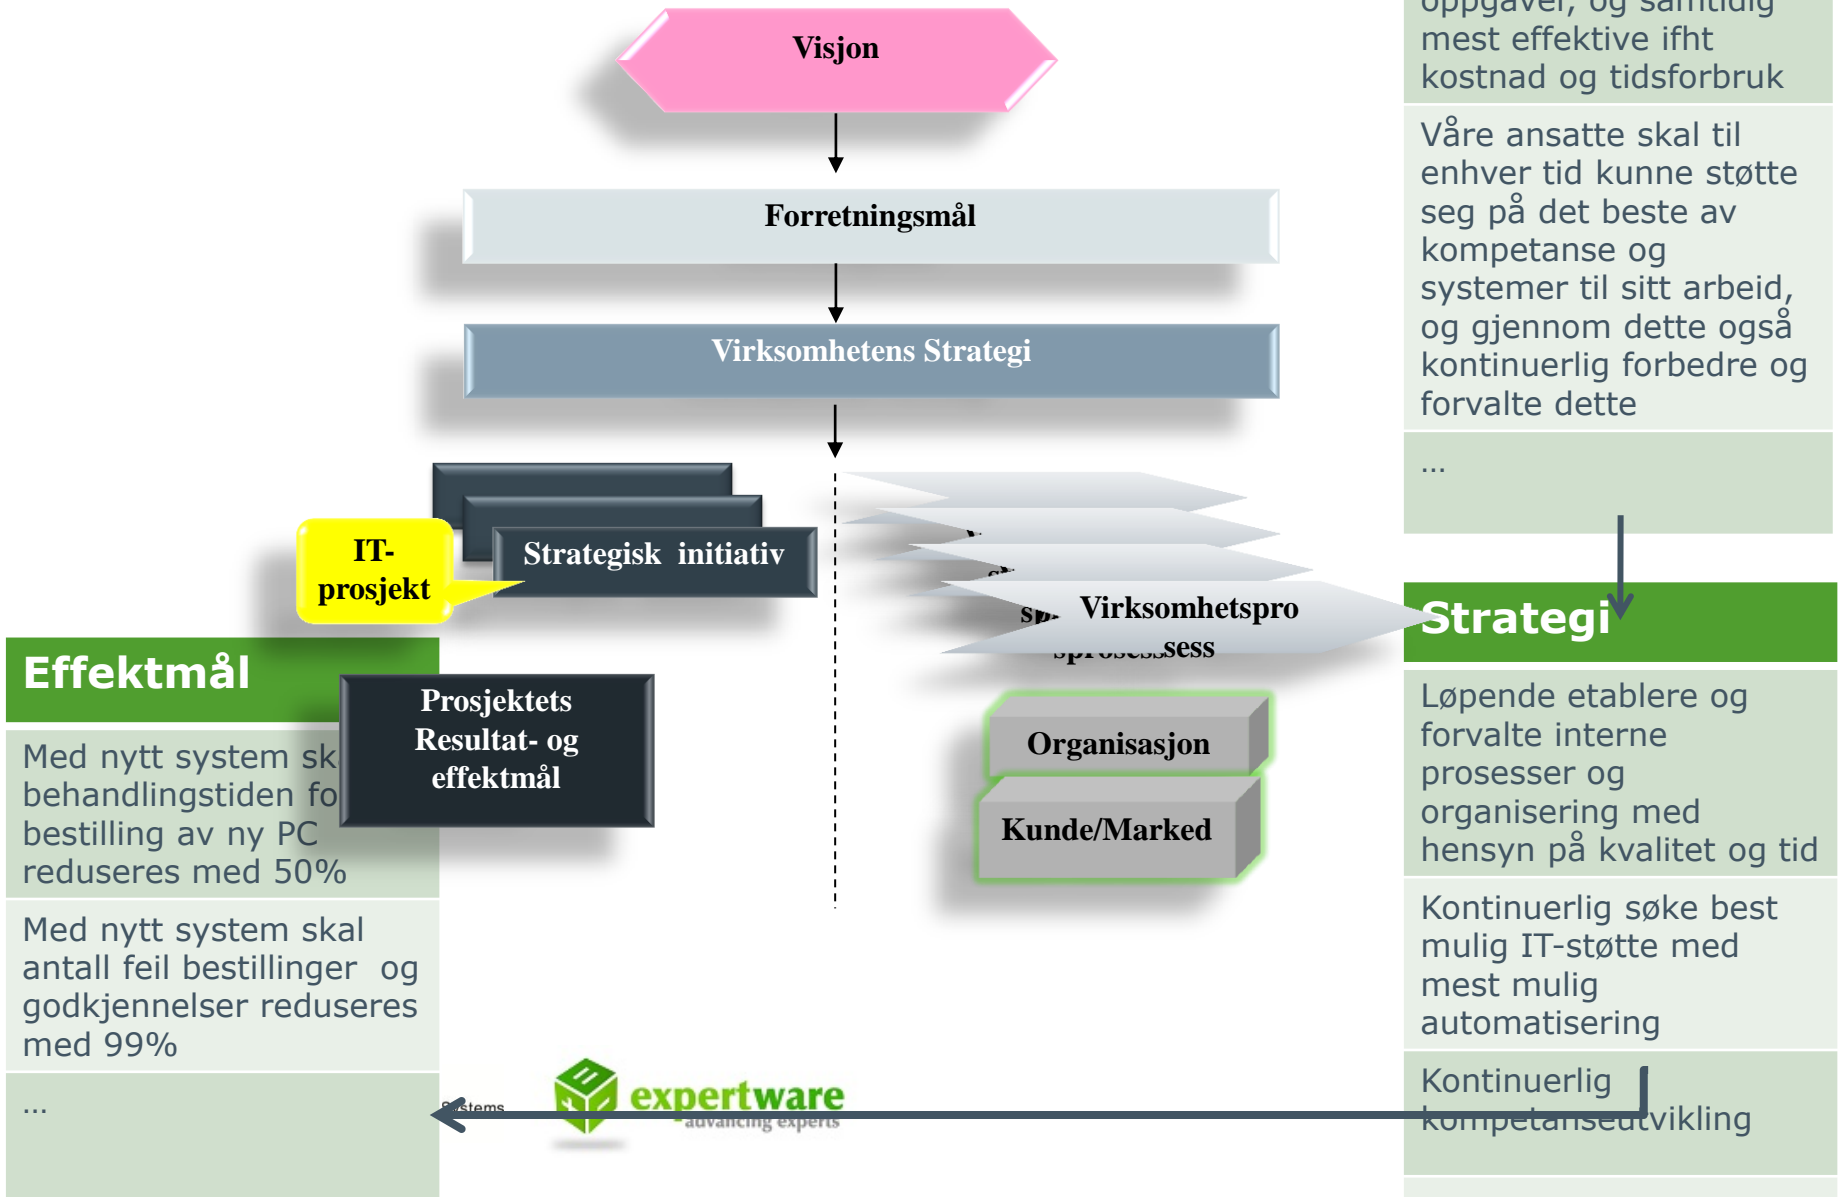 Visjon
Forretningsmål
Virksomhetens Strategi
Strategisk initiativ
IT-
prosjekt
Virksomhetspro
sess
Prosjektets
Resultat- og
effektmål
Organisasjon
Kunde/Marked
Effektmål
Med nytt system
behandlingstiden
bestilling av ny PC
reduseres med 50%
Med nytt system skal
antall feil bestillinger og
godkjennelser reduseres
med 99%
…
Systems
expertware
advancing experts
oppgaver, og samtidig
mest effektive ifht
kostnad og tidsforbruk
Våre ansatte skal til
enhver tid kunne støtte
seg på det beste av
kompetanse og
systemer til sitt arbeid,
og gjennom dette også
kontinuerlig forbedre og
forvalte dette
…
Strategi
Løpende etablere og
forvalte interne
prosesser og
organisering med
hensyn på kvalitet og tid
Kontinuerlig søke best
mulig IT-støtte med
mest mulig
automatisering
Kontinuerlig
kompetanseutvikling